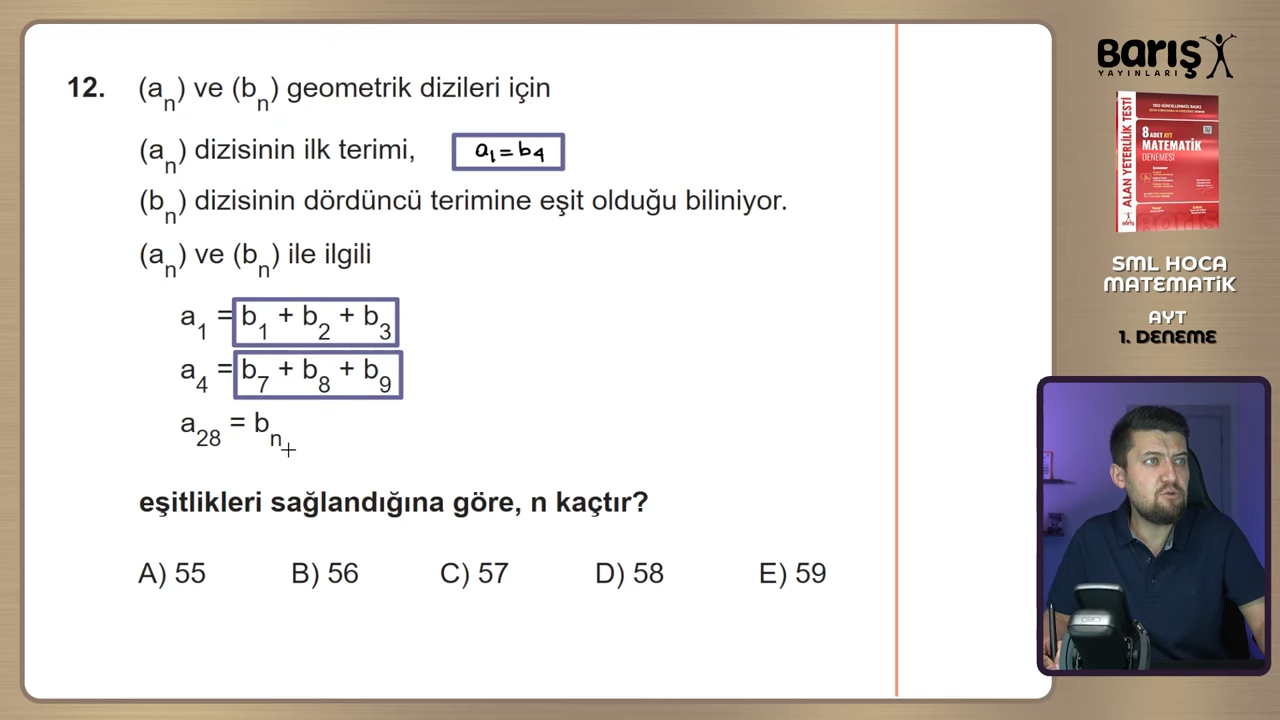 12. (aₙ) ve (bₙ) geometrik dizileri için
(aₙ) dizisinin ilk terimi, a₁ = b₄
(bₙ) dizisinin dördüncü terimine eşit olduğu biliniyor.
(aₙ) ve (bₙ) ile ilgili
a₁ = b₁ + b₂ + b₃
a₄ = b₇ + b₈ + b₉
a₂₈ = bₙ
eşitlikleri sağlandığına göre, n kaçtır?
A) 55 B) 56 C) 57 D) 58 E) 59
Barış
YAYINLARI
ALAN YETERLİLİK TESTİ
8 ADET AYT
MATEMATİK
DENEMESİ
SML HOCA
MATEMATİK
AYT
1. DENEME